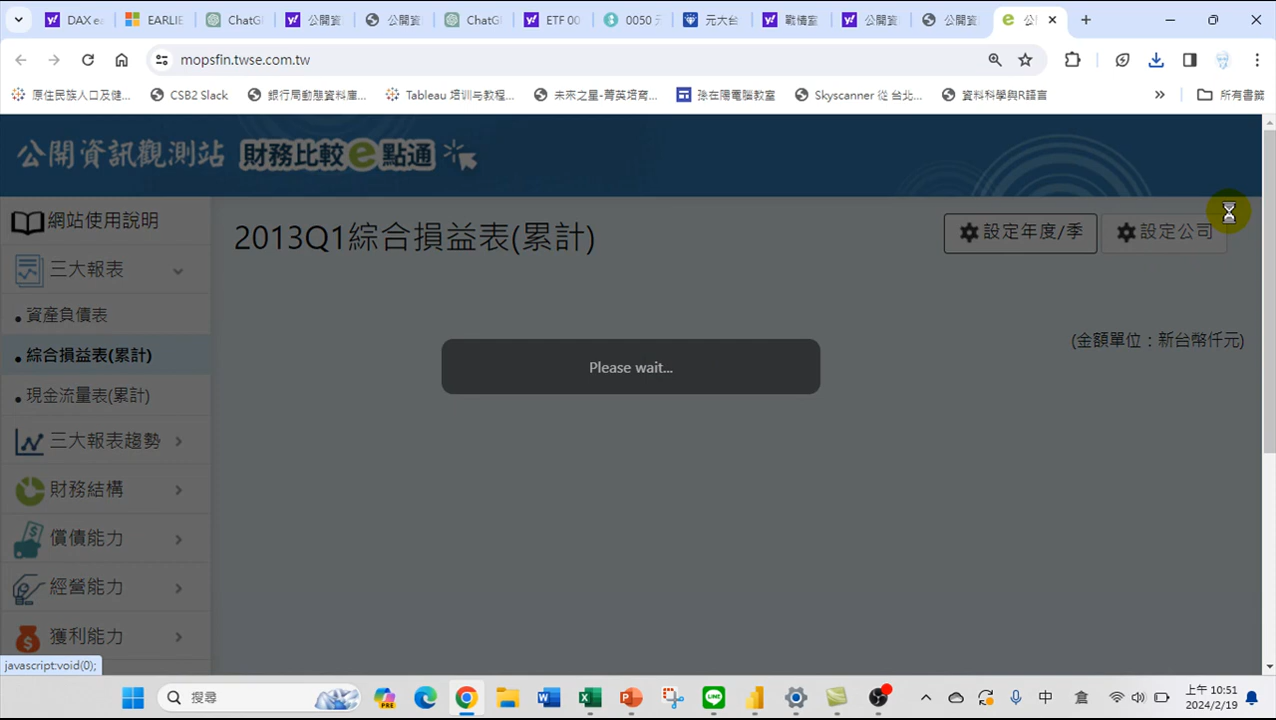 DAX ea
EARLIE
ChatG
公開資
公開資
ChatG
ETF 00
0050 元
元大台
戰情室
公開資
公開資
公
mopsfin.twse.com.tw
原住民族人口及健...
CSB2 Slack
銀行局動態資料庫...
Tableau 培训与教程...
未來之星-菁英培育...
孫在陽電腦教室
Skyscanner 從 台北...
資料科學與R語言
»
所有書籤
公開資訊觀測站 財務比較e點通
網站使用說明
2013Q1綜合損益表(累計)
設定年度/季
設定公司
三大報表
資產負債表
(金額單位：新台幣仟元)
綜合損益表(累計)
Please wait...
現金流量表(累計)
三大報表趨勢
財務結構
償債能力
經營能力
獲利能力
javascript:void(0);
搜尋
PRE
中
上午 10:51
2024/2/19